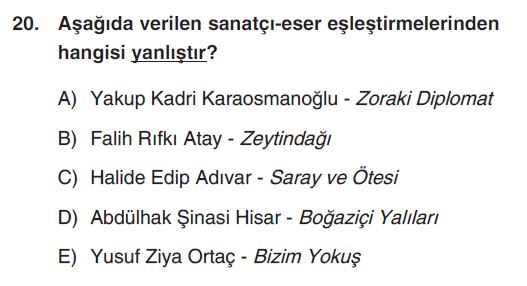 20. Aşağıda verilen sanatçı-eser eşleştirmelerinden
hangisi yanlıştır?
A) Yakup Kadri Karaosmanoğlu - Zoraki Diplomat
B) Falih Rıfkı Atay - Zeytindağı
C) Halide Edip Adıvar - Saray ve Ötesi
D) Abdülhak Şinasi Hisar - Boğaziçi Yalıları
E) Yusuf Ziya Ortaç - Bizim Yokuş